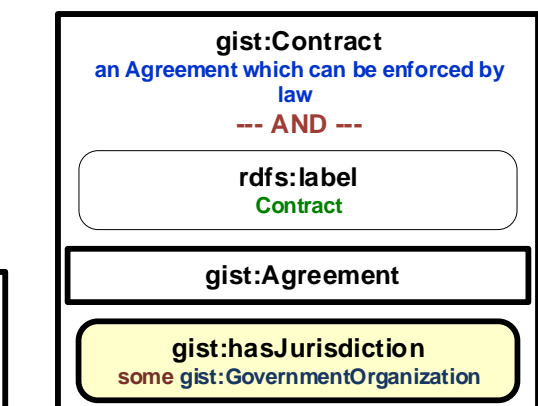 gist:Contract
an Agreement which can be enforced by
law
--- AND ---
rdfs:label
Contract
gist:Agreement
gist:hasJurisdiction
some gist:GovernmentOrganization